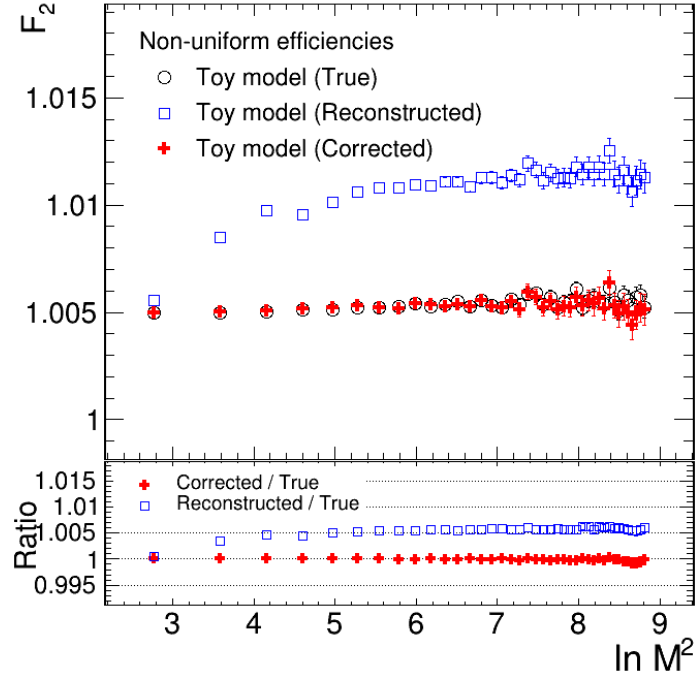 F2
Non-uniform efficiencies
Toy model (True)
Toy model (Reconstructed)
Toy model (Corrected)
1.015
1.01
1.005
1
Ratio
Corrected / True
Reconstructed / True
1.015
1.01
1.005
1
0.995
3 4 5 6 7 8 9
ln M²